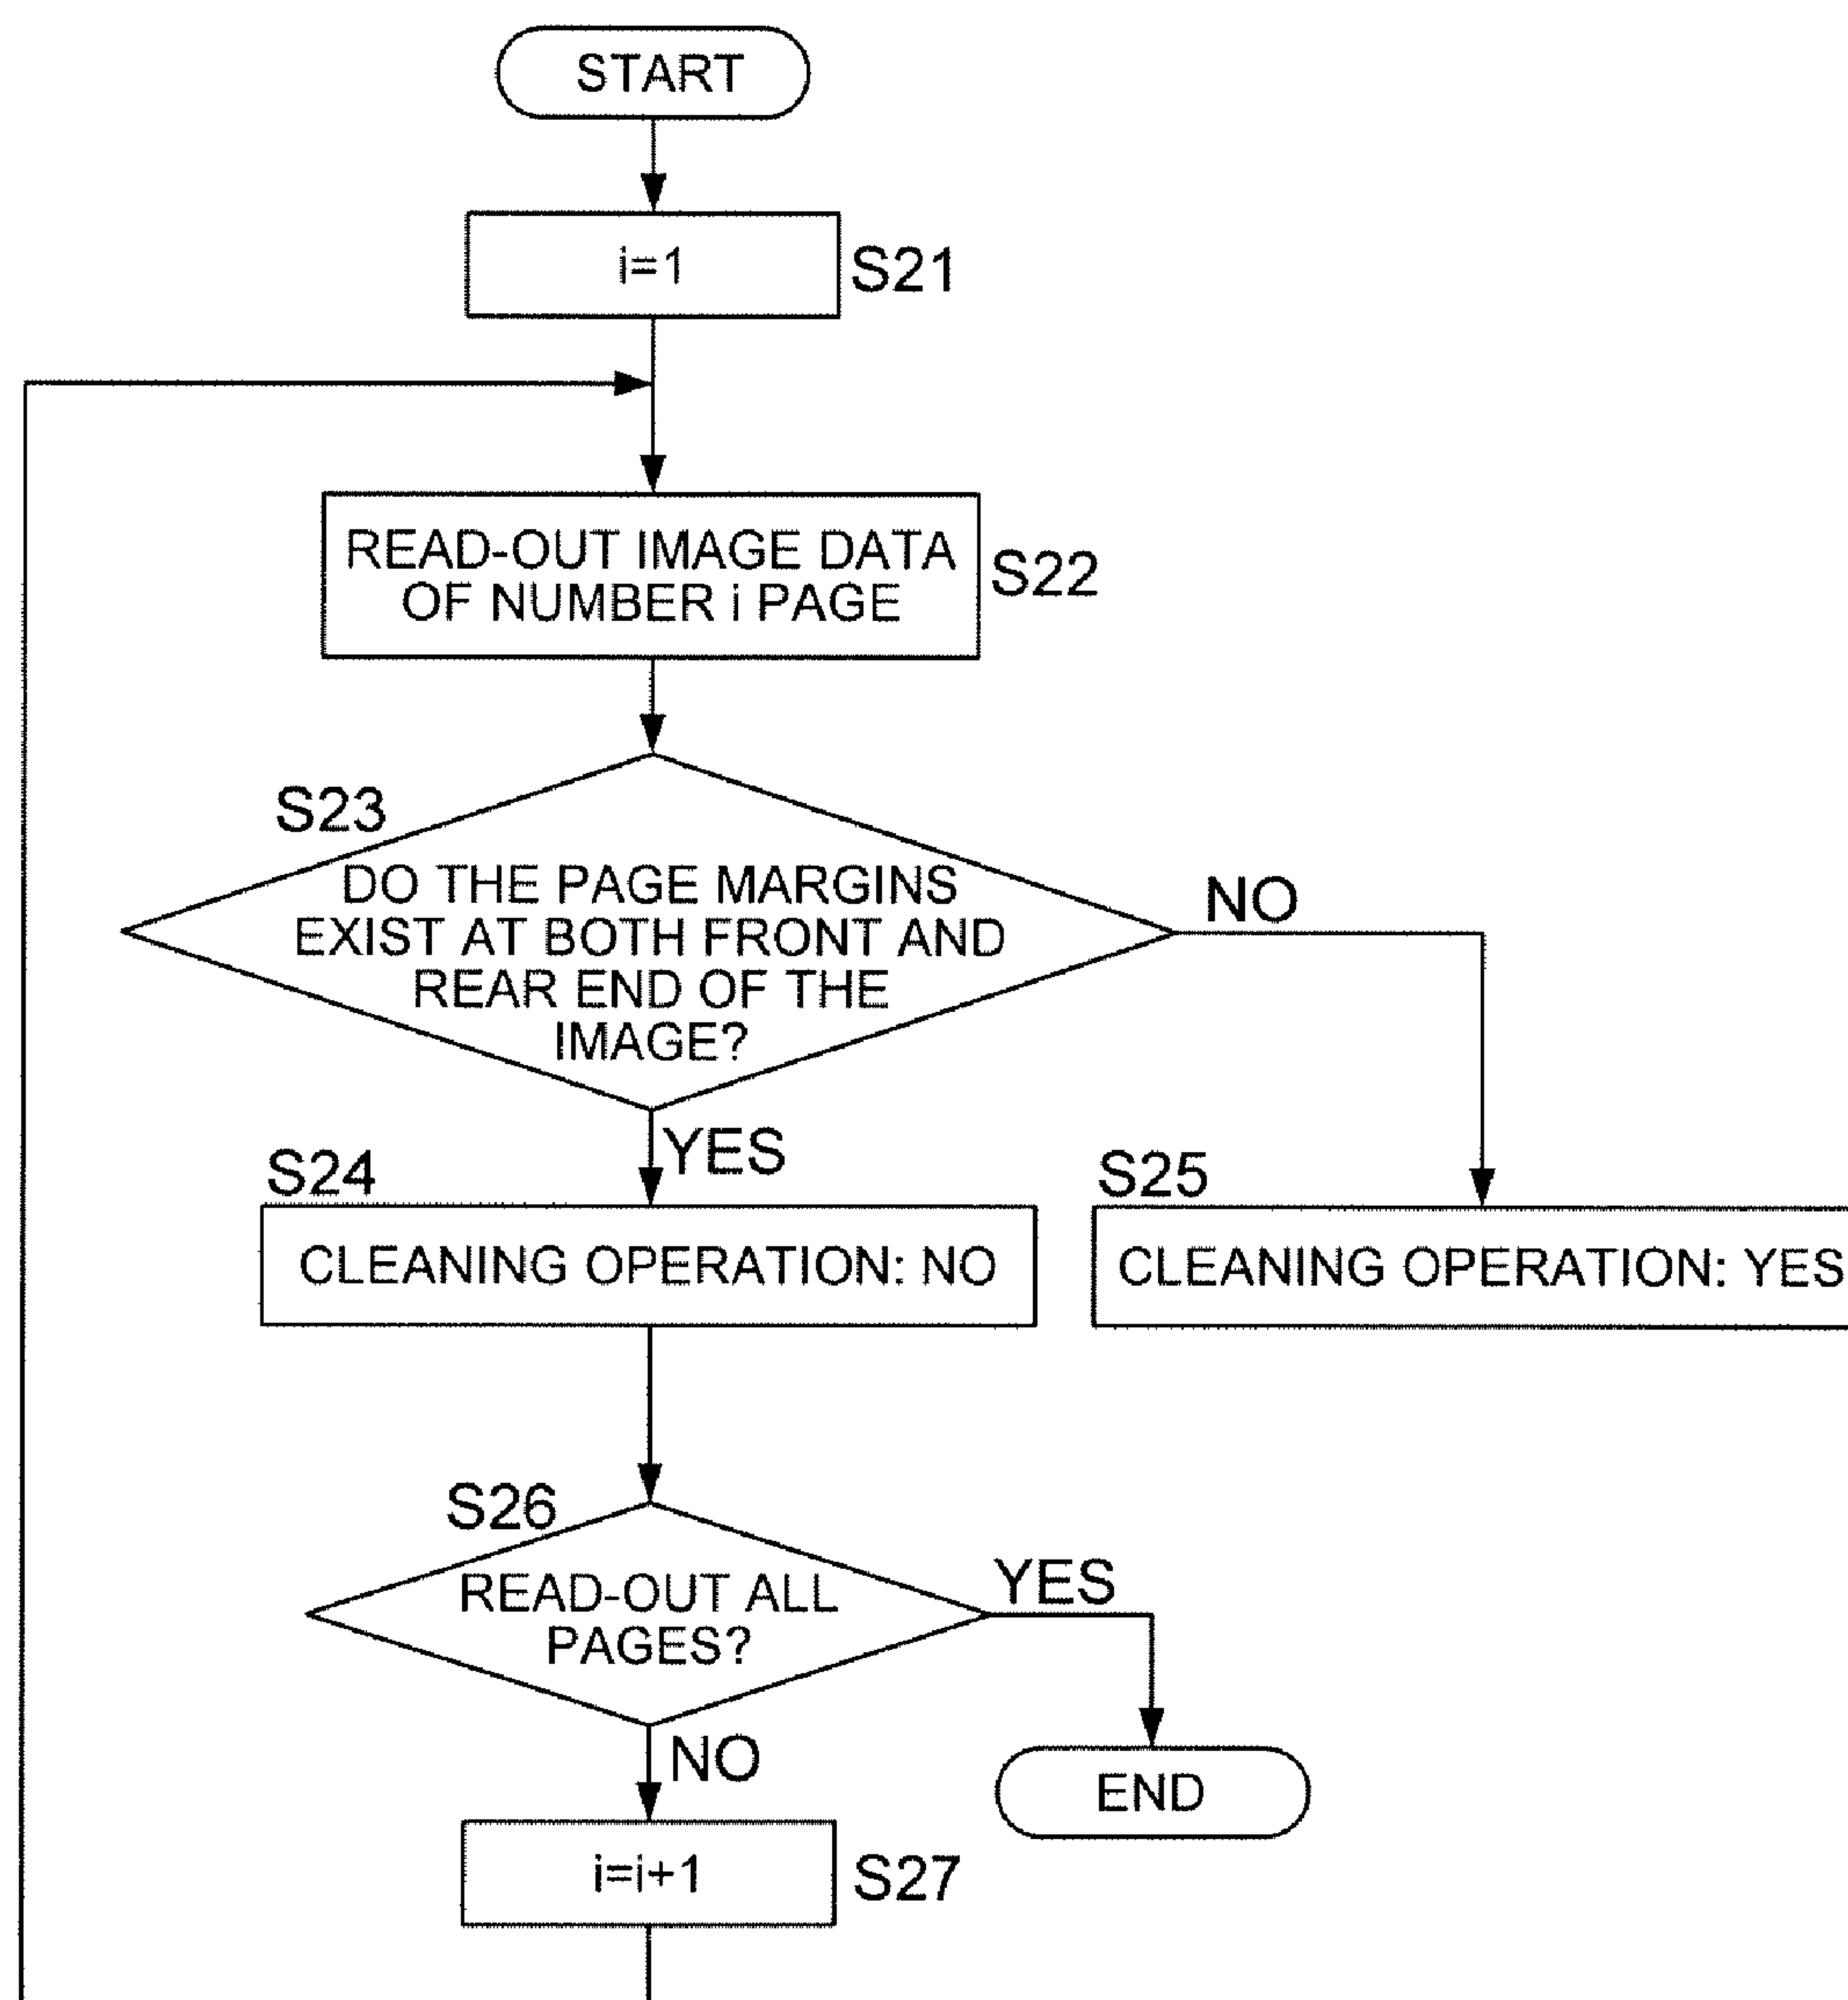 START
i=1
S21
READ-OUT IMAGE DATA
OF NUMBER i PAGE
S22
S23
DO THE PAGE MARGINS
EXIST AT BOTH FRONT AND
REAR END OF THE
IMAGE?
NO
YES
S24
CLEANING OPERATION: NO
S25
CLEANING OPERATION: YES
S26
READ-OUT ALL
PAGES?
YES
NO
END
i=i+1
S27